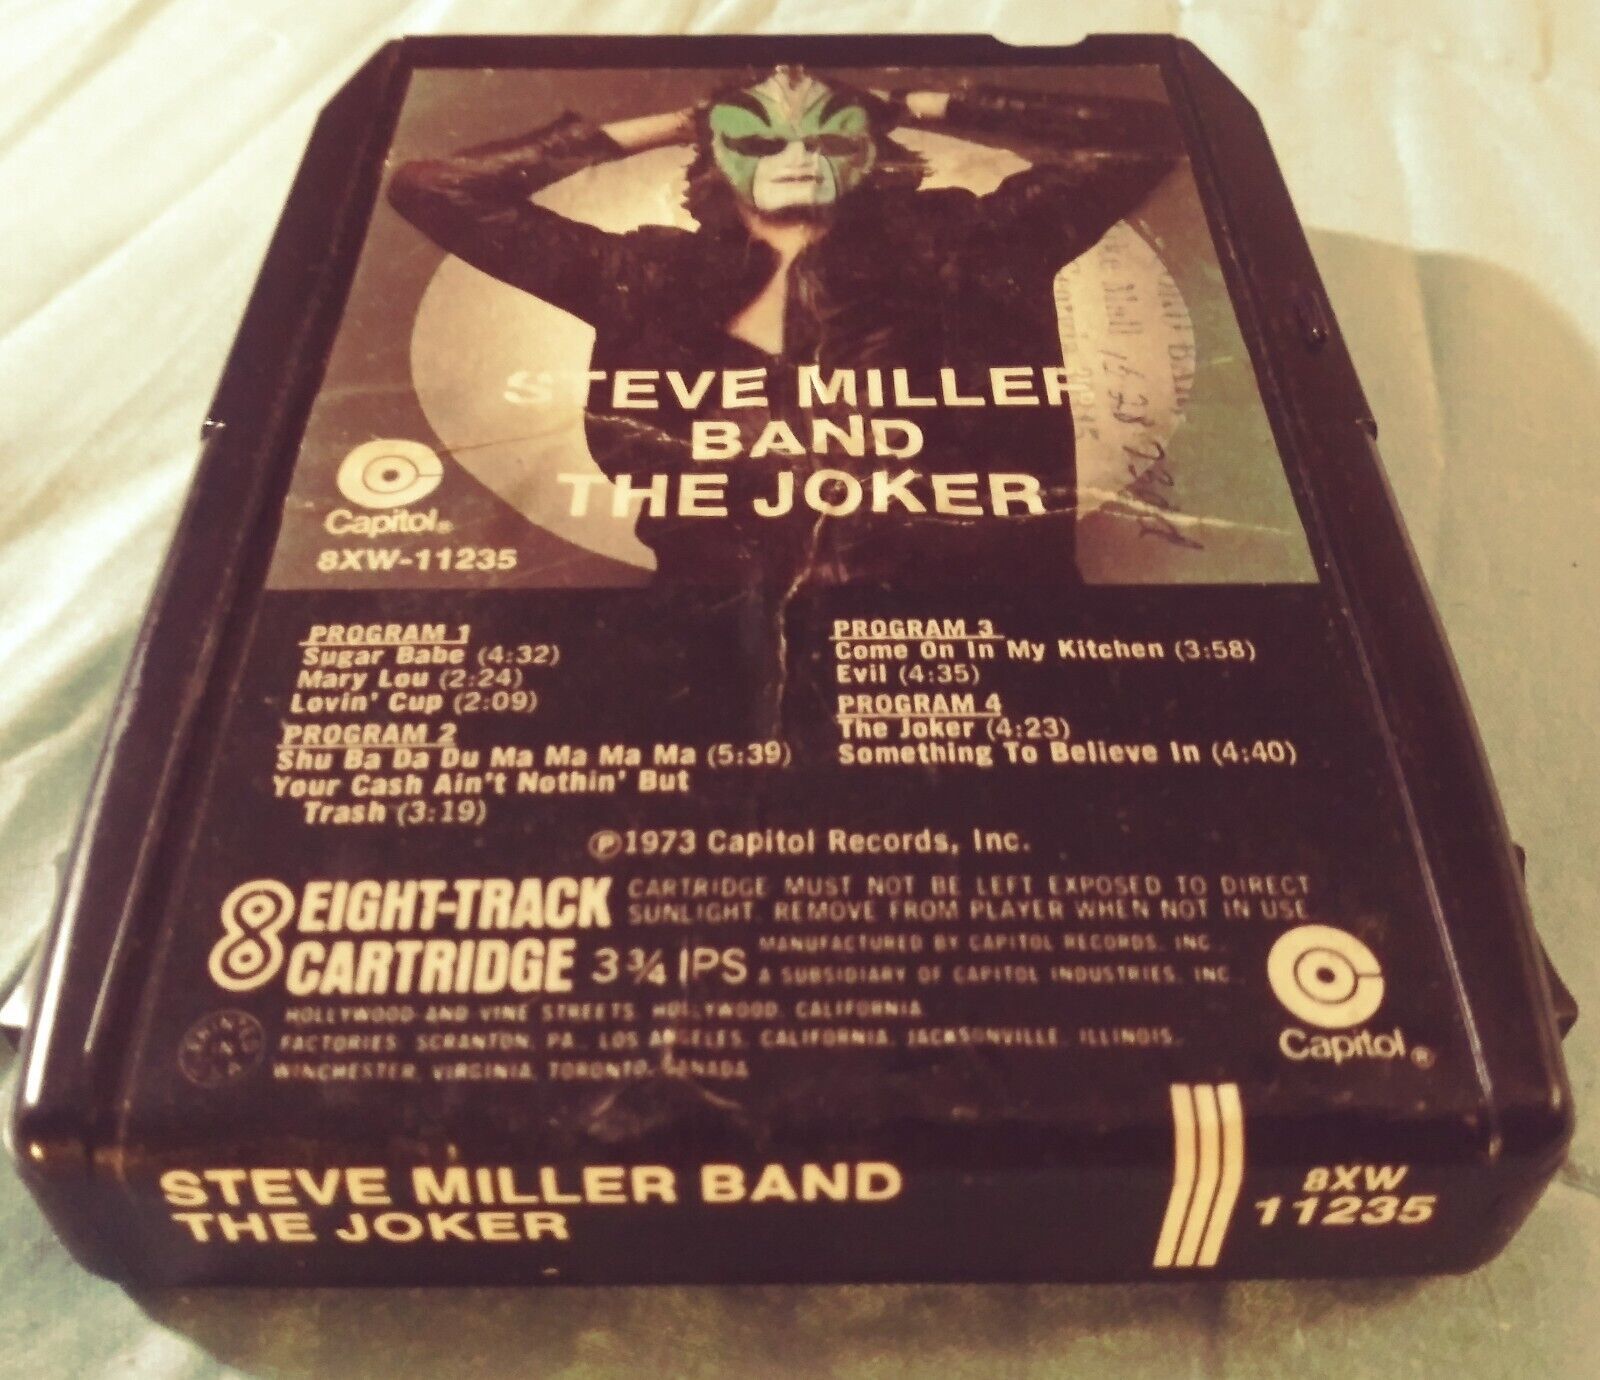 STEVE MILLER
BAND
THE JOKER
Capitol®
8XW-11235
PROGRAM 1
Sugar Babe (4:32)
Mary Lou (2:24)
Lovin' Cup (2:09)
PROGRAM 2
Shu Ba Da Du Ma Ma Ma Ma (5:39)
Your Cash Ain't Nothin' But
Trash (3:19)
PROGRAM 3
Come On In My Kitchen (3:58)
Evil (4:35)
PROGRAM 4
The Joker (4:23)
Something To Believe In (4:40)
℗1973 Capitol Records, Inc.
8 EIGHT-TRACK
CARTRIDGE 3 3/4 IPS
CARTRIDGE MUST NOT BE LEFT EXPOSED TO DIRECT
SUNLIGHT. REMOVE FROM PLAYER WHEN NOT IN USE
MANUFACTURED BY CAPITOL RECORDS, INC.,
A SUBSIDIARY OF CAPITOL INDUSTRIES, INC.,
HOLLYWOOD AND VINE STREETS, HOLLYWOOD, CALIFORNIA.
FACTORIES: SCRANTON, PA., LOS ANGELES, CALIFORNIA, JACKSONVILLE, ILLINOIS,
WINCHESTER, VIRGINIA, TORONTO, CANADA
Capitol®
STEVE MILLER BAND
THE JOKER
8XW
11235